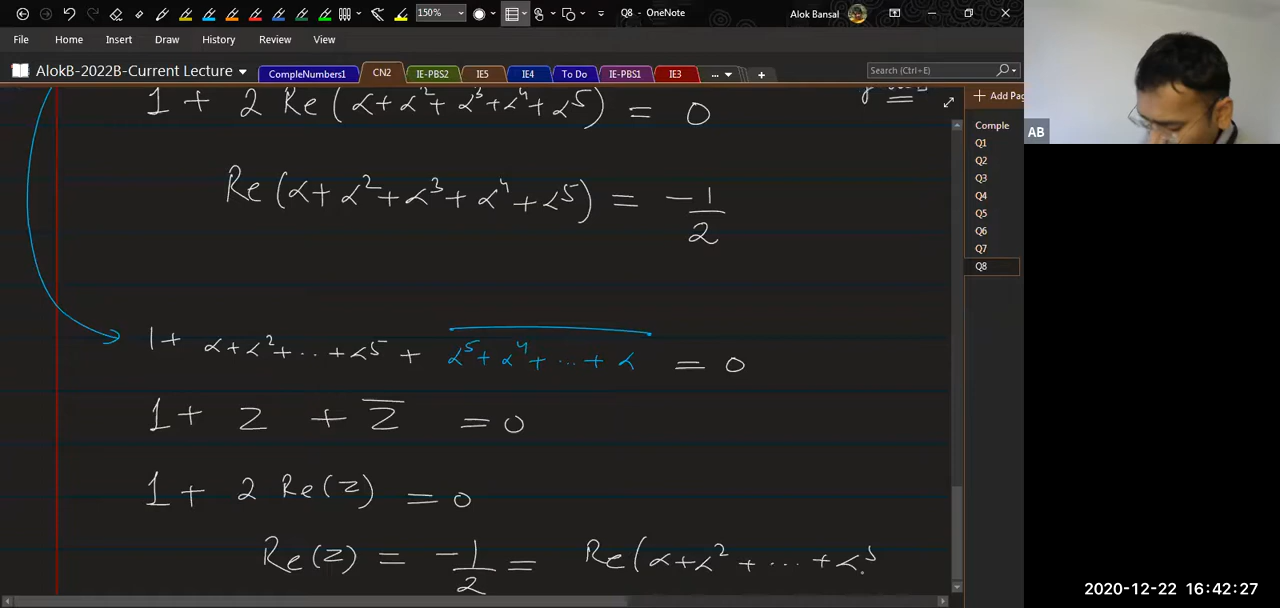 150% Q8 - OneNote Alok Bansal
File Home Insert Draw History Review View
AlokB-2022B-Current Lecture CompleNumbers1 CN2 IE-PBS2 IE5 IE4 To Do IE-PBS1 IE3 ... + Search (Ctrl+E)
1 + 2 Re(α+α²+α³+α⁴+α⁵) = 0
Re(α+α²+α³+α⁴+α⁵) = -1/2
1+ α+α²+...+α⁵ + \overline{α⁵+α⁴+...+α} = 0
1+ z + z̅ = 0
1+ 2 Re(z) = 0
Re(z) = -1/2 = Re(α+α²+...+α⁵
Add Pag
Comple
Q1
Q2
Q3
Q4
Q5
Q6
Q7
Q8
AB
2020-12-22 16:42:27